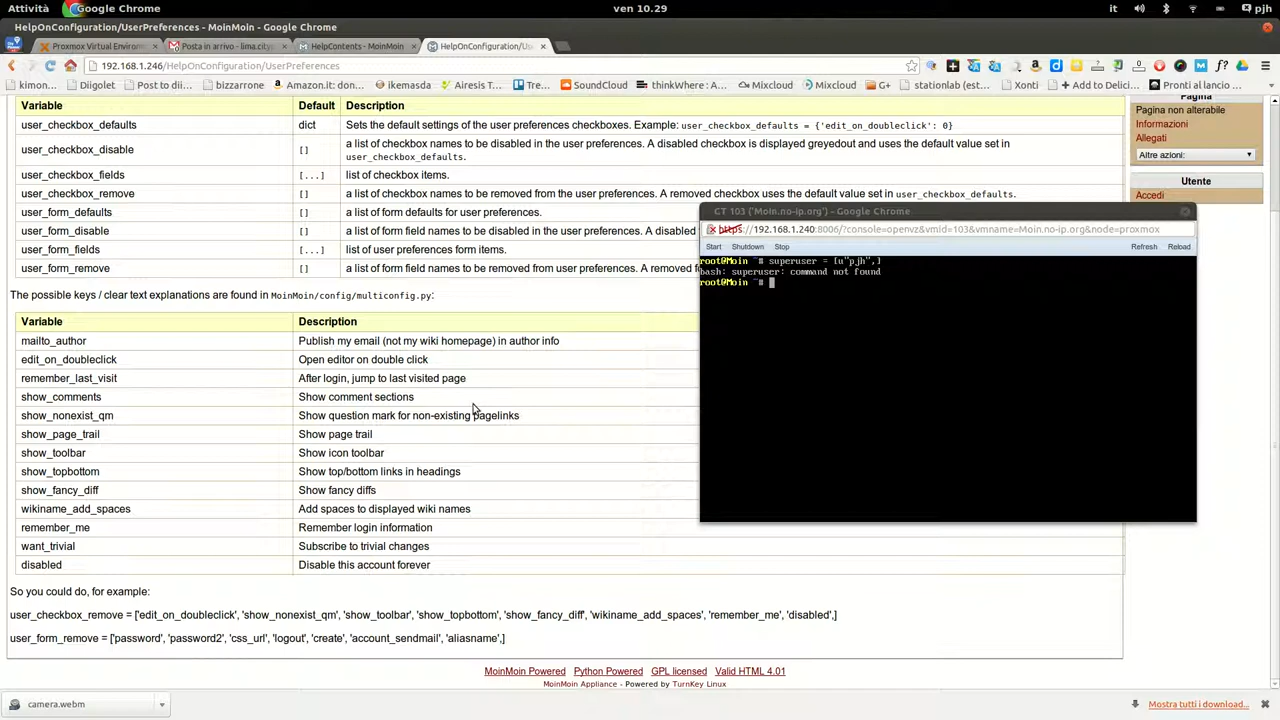 Attività Google Chrome ven 10.29 it pjh
HelpOnConfiguration/UserPreferences - MoinMoin - Google Chrome
Proxmox Virtual Environ Posta in arrivo - lima.cityp HelpContents - MoinMoin HelpOnConfiguration/Us
192.168.1.246/HelpOnConfiguration/UserPreferences
kimon... Diigolet Post to di... bizzarrone Amazon.it: don... ikemasda Airesis T... Tre... SoundCloud thinkWhere: A... Mixcloud Mixcloud G+ stationlab (esist... Xonti + Add to Delici... Pronti al lancio
Variable Default Description
user_checkbox_defaults dict Sets the default settings of the user preferences checkboxes. Example: user_checkbox_defaults = {'edit_on_doubleclick': 0}
user_checkbox_disable [] a list of checkbox names to be disabled in the user preferences. A disabled checkbox is displayed greyedout and uses the default value set in
user_checkbox_defaults.
user_checkbox_fields [...] list of checkbox items.
user_checkbox_remove [] a list of checkbox names to be removed from the user preferences. A removed checkbox uses the default value set in user_checkbox_defaults.
user_form_defaults [] a list of form defaults for user preferences.
user_form_disable [] a list of form field names to be disabled in the user preferences. A disabled
user_form_fields [...] list of user preferences form items.
user_form_remove [] a list of form field names to be removed from the user preferences. A remove
The possible keys / clear text explanations are found in MoinMoin/config/multiconfig.py:
Variable Description
mailto_author Publish my email (not my wiki homepage) in author info
edit_on_doubleclick Open editor on double click
remember_last_visit After login, jump to last visited page
show_comments Show comment sections
show_nonexist_qm Show question mark for non-existing pagelinks
show_page_trail Show page trail
show_toolbar Show icon toolbar
show_topbottom Show top/bottom links in headings
show_fancy_diff Show fancy diffs
wikiname_add_spaces Add spaces to displayed wiki names
remember_me Remember login information
want_trivial Subscribe to trivial changes
disabled Disable this account forever
So you could do, for example:
user_checkbox_remove = ['edit_on_doubleclick', 'show_nonexist_qm', 'show_toolbar', 'show_topbottom', 'show_fancy_diff', 'wikiname_add_spaces', 'remember_me', 'disabled',]
user_form_remove = ['password', 'password2', 'css_url', 'logout', 'create', 'account_sendmail', 'aliasname',]
MoinMoin Powered Python Powered GPL licensed Valid HTML 4.01
MoinMoin Appliance - Powered by TurnKey Linux
Pagina
Pagina non alterabile
Informazioni
Allegati
Altre azioni:
Utente
Accedi
CT 103 ('Moin.no-ip.org') - Google Chrome
https://192.168.1.240:8006/?console=openvz&vmid=103&vmname=Moin.no-ip.org&node=proxmox
Start Shutdown Stop Refresh Reload
root@Moin ~# superuser = [u"pjh",]
bash: superuser: command not found
root@Moin ~#
camera.webm Mostra tutti i download...